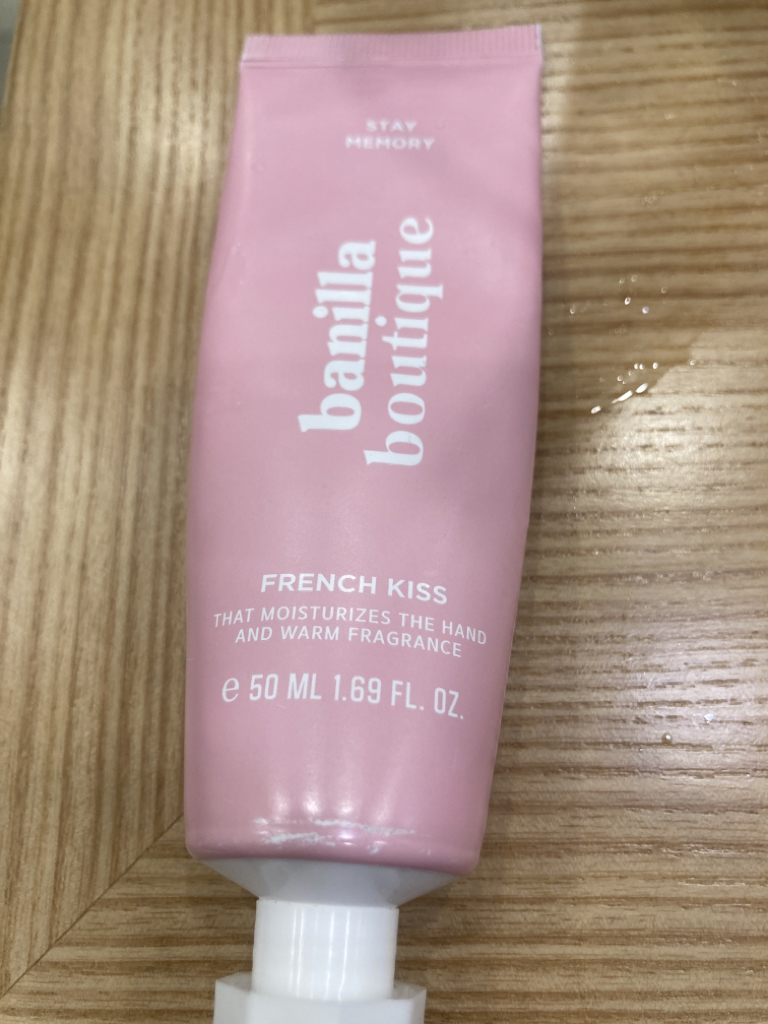 STAY
MEMORY
banilla
boutique
FRENCH KISS
THAT MOISTURIZES THE HAND
AND WARM FRAGRANCE
e 50 ML 1.69 FL. OZ.